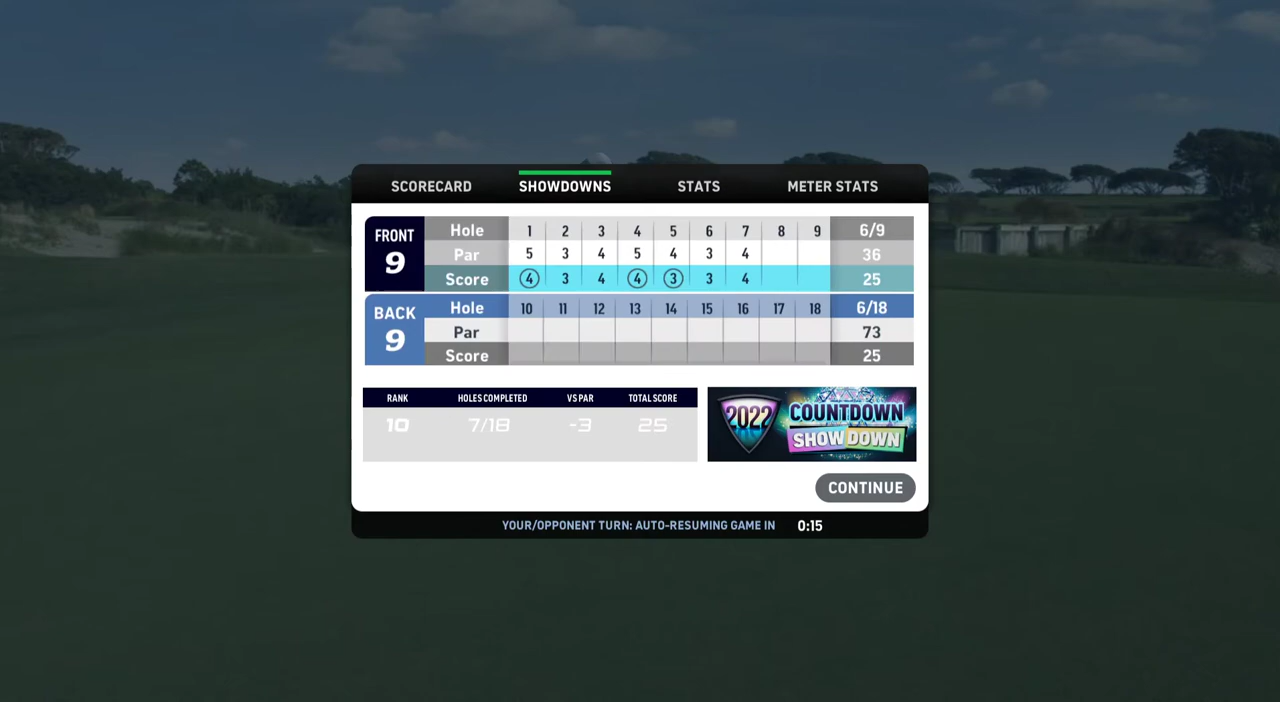 SCORECARD SHOWDOWNS STATS METER STATS
FRONT 9
Hole 1 2 3 4 5 6 7 8 9 6/9
Par 5 3 4 5 4 3 4 36
Score 4 3 4 4 3 3 4 25
BACK 9
Hole 10 11 12 13 14 15 16 17 18 6/18
Par 73
Score 25
RANK HOLES COMPLETED VS PAR TOTAL SCORE
10 7/18 -3 25
2022 COUNTDOWN
SHOWDOWN
CONTINUE
YOUR/OPPONENT TURN: AUTO-RESUMING GAME IN 0:15